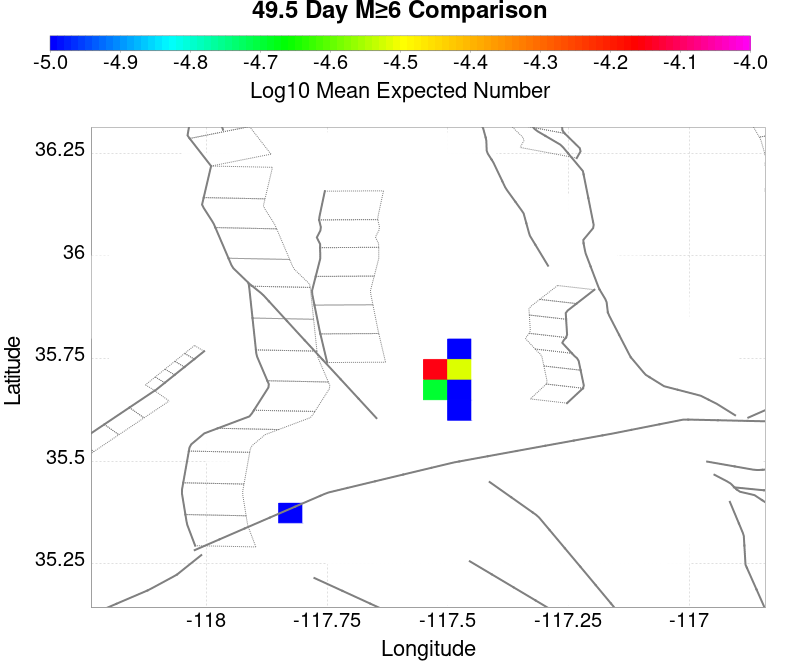 49.5 Day M≥6 Comparison
-5.0 -4.9 -4.8 -4.7 -4.6 -4.5 -4.4 -4.3 -4.2 -4.1 -4.0
Log10 Mean Expected Number
36.25
36
35.75
35.5
35.25
Latitude
-118 -117.75 -117.5 -117.25 -117
Longitude